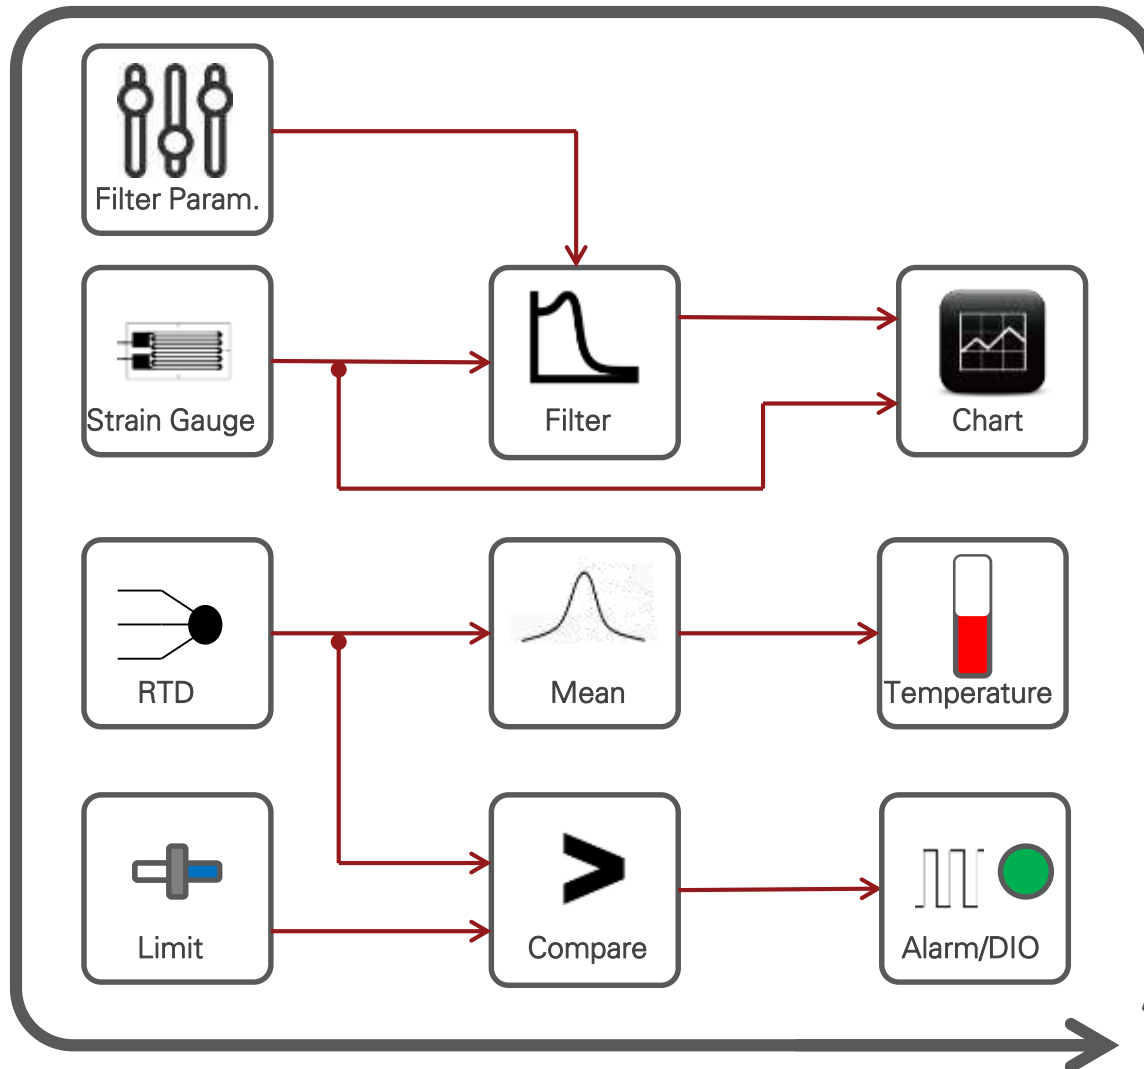 Filter Param.
Strain Gauge
Filter
Chart
RTD
Mean
Temperature
Limit
>
Compare
Alarm/DIO